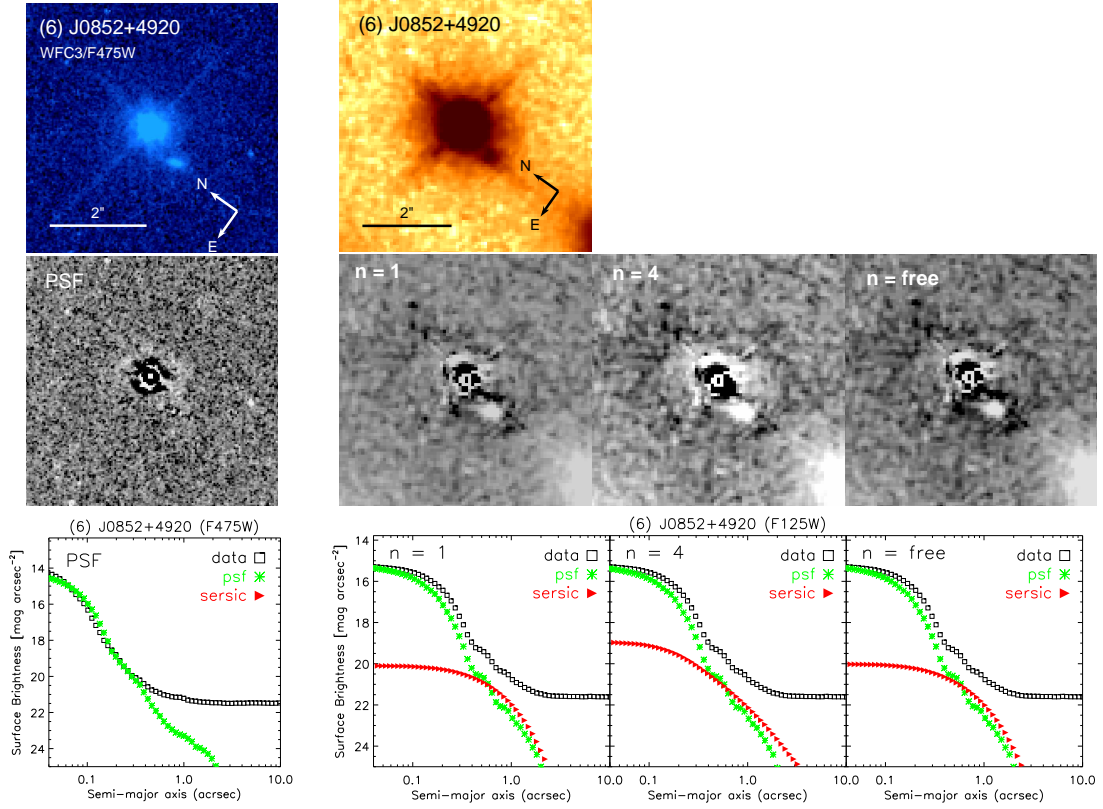 (6) J0852+4920
WFC3/F475W
N
2"
E
(6) J0852+4920
N
2"
E
PSF
n = 1
n = 4
n = free
(6) J0852+4920 (F475W)
PSF
data
psf
sersic
Surface Brightness [mag arcsec⁻²]
14
16
18
20
22
24
0.1
1.0
10.0
Semi-major axis (acrsec)
(6) J0852+4920 (F125W)
n = 1
data
psf
sersic
n = 4
data
psf
sersic
n = free
data
psf
sersic
Surface Brightness [mag arcsec⁻²]
16
18
20
22
24
0.1
1.0
10.0
0.1
1.0
10.0
0.1
1.0
10.0
Semi-major axis (acrsec)
Semi-major axis (acrsec)
Semi-major axis (acrsec)